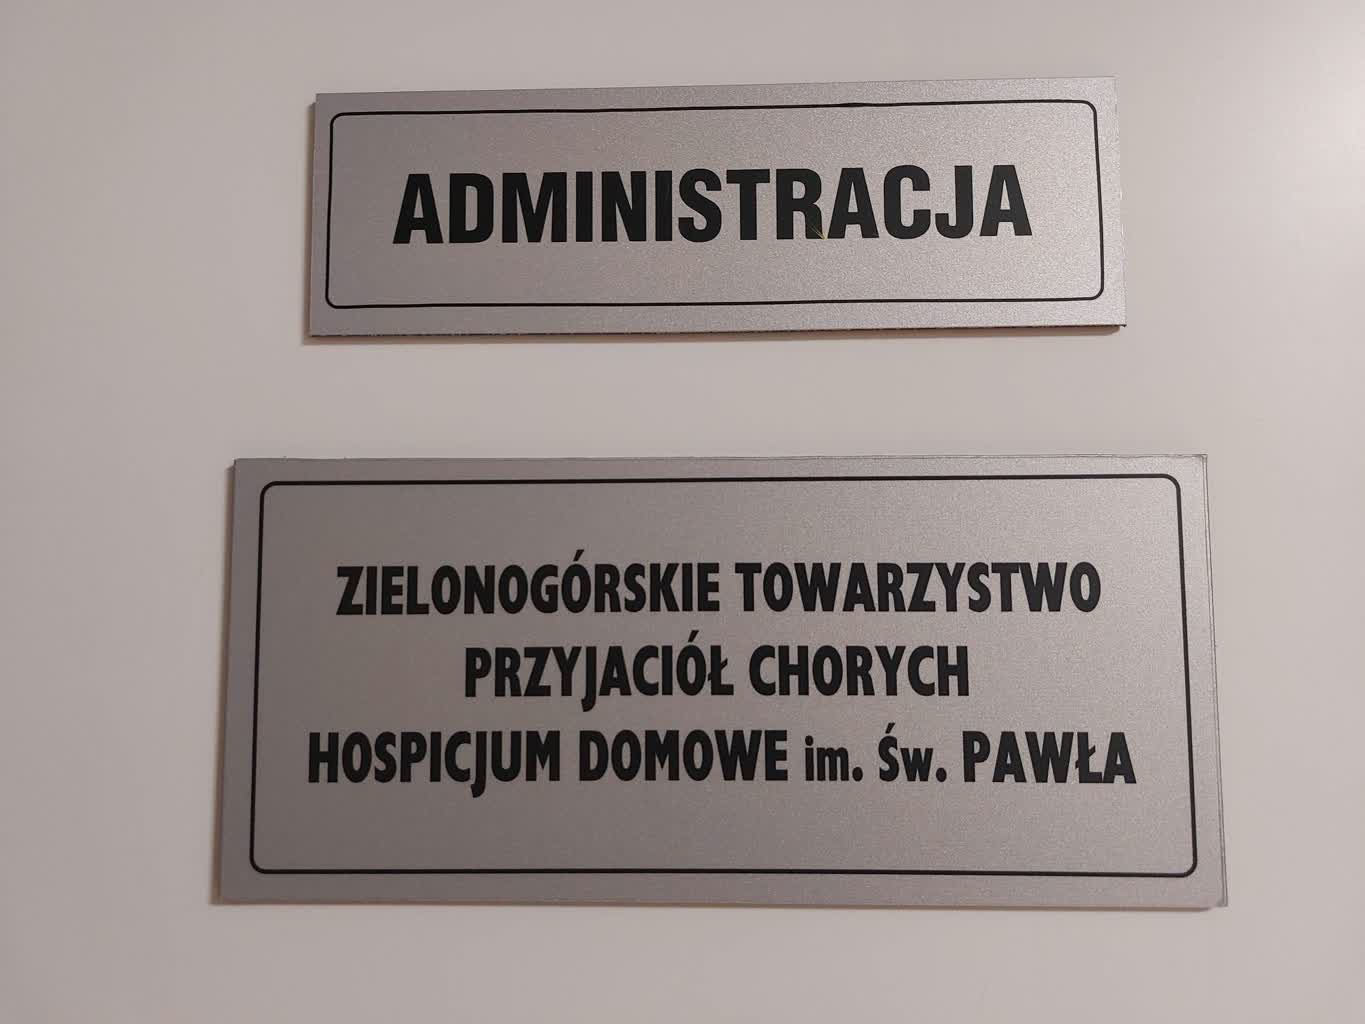 ADMINISTRACJA
ZIELONOGÓRSKIE TOWARZYSTWO
PRZYJACIÓŁ CHORYCH
HOSPICJUM DOMOWE im. Św. PAWŁA